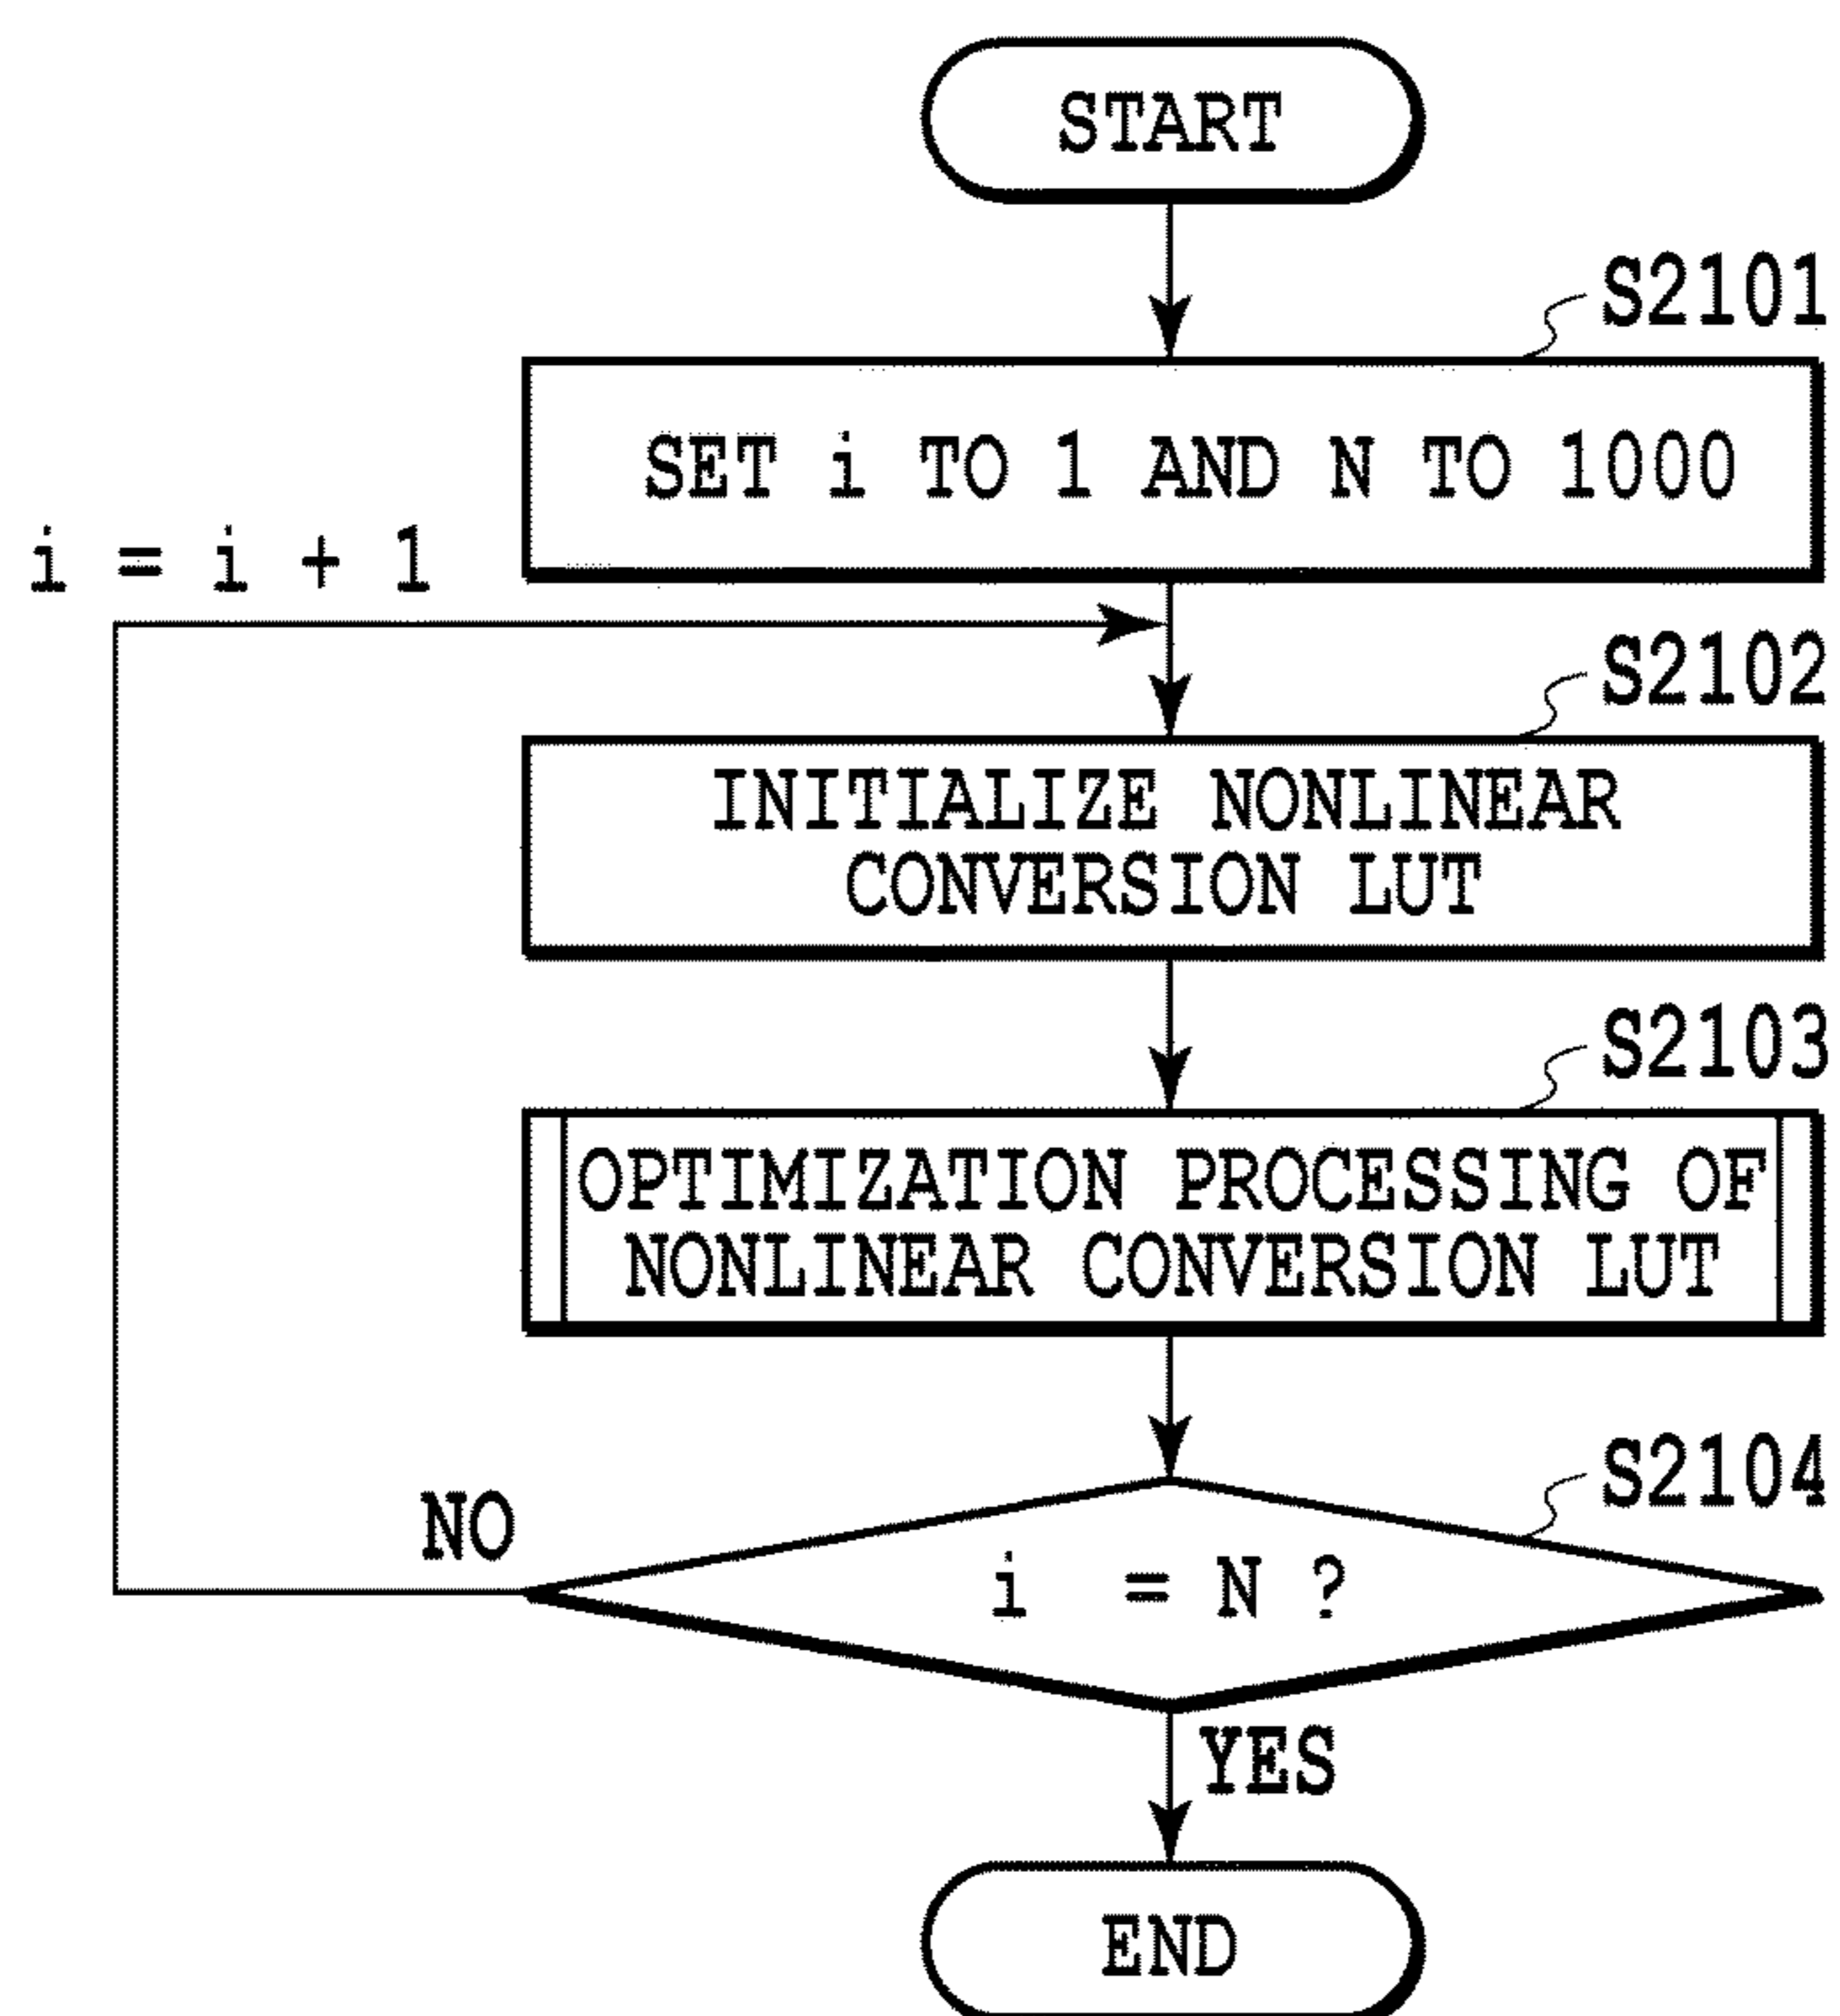 START
S2101
SET i TO 1 AND N TO 1000
i = i + 1
S2102
INITIALIZE NONLINEAR
CONVERSION LUT
S2103
OPTIMIZATION PROCESSING OF
NONLINEAR CONVERSION LUT
S2104
NO
i = N ?
YES
END